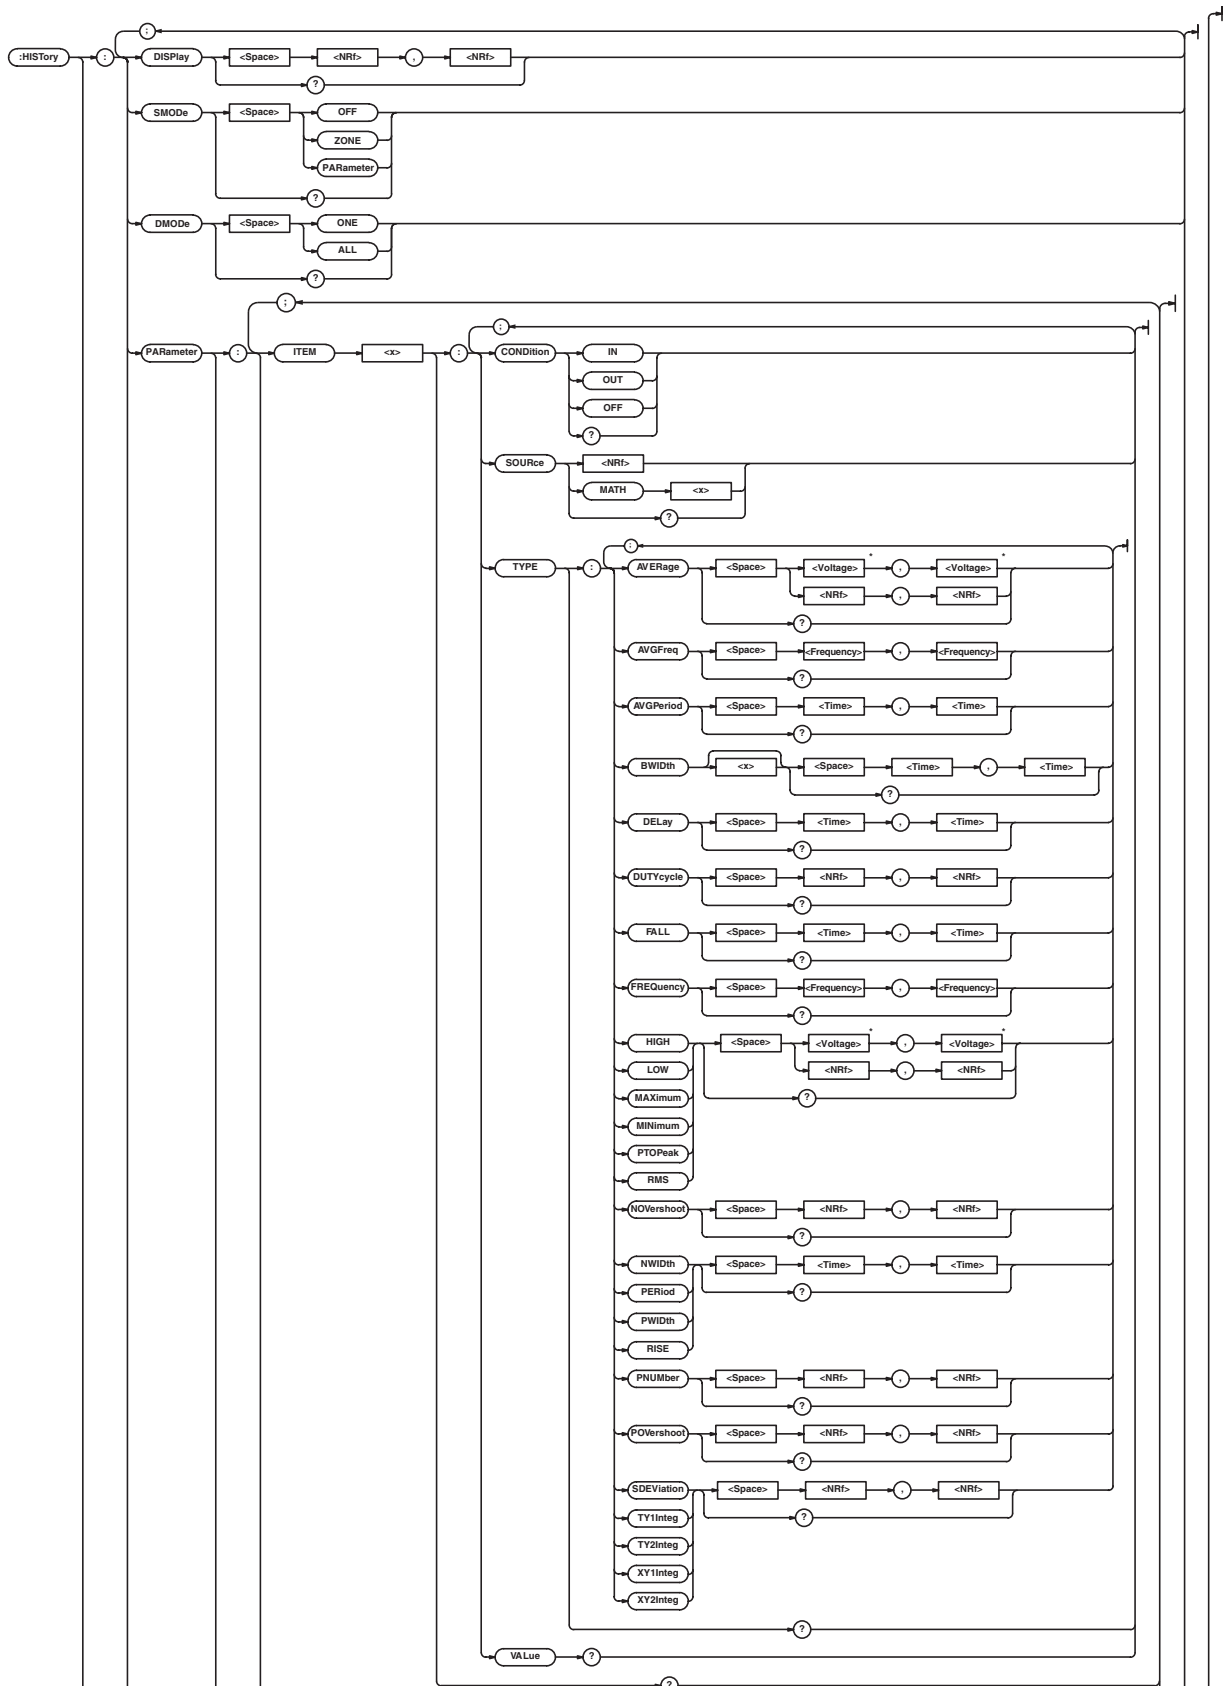 ;
:HISTory : DISPlay <Space> <NRf> , <NRf>
?
SMODe <Space> OFF
ZONE
PARameter
?
DMODe <Space> ONE
ALL
?
;
;
PARameter : ITEM <x> : CONDition IN
OUT
OFF
?
SOURce <NRf>
MATH <x>
?
;
TYPE : AVERage <Space> <Voltage>* , <Voltage>*
<NRf> , <NRf>
?
AVGFreq <Space> <Frequency> , <Frequency>
?
AVGPeriod <Space> <Time> , <Time>
?
BWIDth <x> <Space> <Time> , <Time>
?
DELay <Space> <Time> , <Time>
?
DUTYcycle <Space> <NRf> , <NRf>
?
FALL <Space> <Time> , <Time>
?
FREQuency <Space> <Frequency> , <Frequency>
?
HIGH <Space> <Voltage>* , <Voltage>*
LOW <NRf> , <NRf>
MAXimum ?
MINimum
PTOPeak
RMS
NOVershoot <Space> <NRf> , <NRf>
?
NWIDth <Space> <Time> , <Time>
PERiod ?
PWIDth
RISE
PNUMber <Space> <NRf> , <NRf>
?
POVershoot <Space> <NRf> , <NRf>
?
SDEViation <Space> <NRf> , <NRf>
TY1Integ ?
TY2Integ
XY1Integ
XY2Integ
?
VALue ?
?